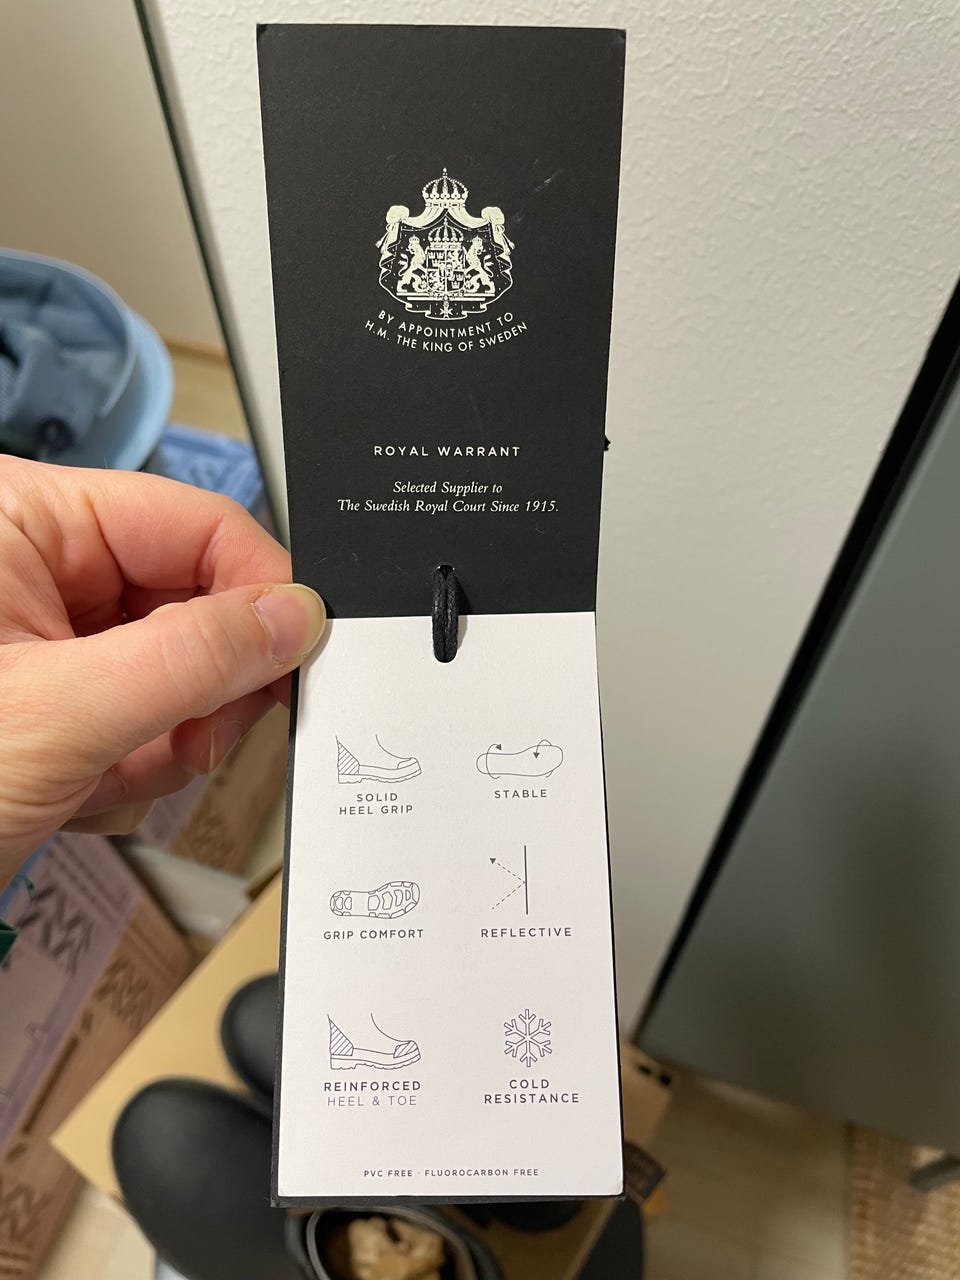 BY APPOINTMENT TO
H.M. THE KING OF SWEDEN
ROYAL WARRANT
Selected Supplier to
The Swedish Royal Court Since 1915.
SOLID
HEEL GRIP
STABLE
GRIP COMFORT
REFLECTIVE
REINFORCED
HEEL & TOE
COLD
RESISTANCE
PVC FREE · FLUOROCARBON FREE